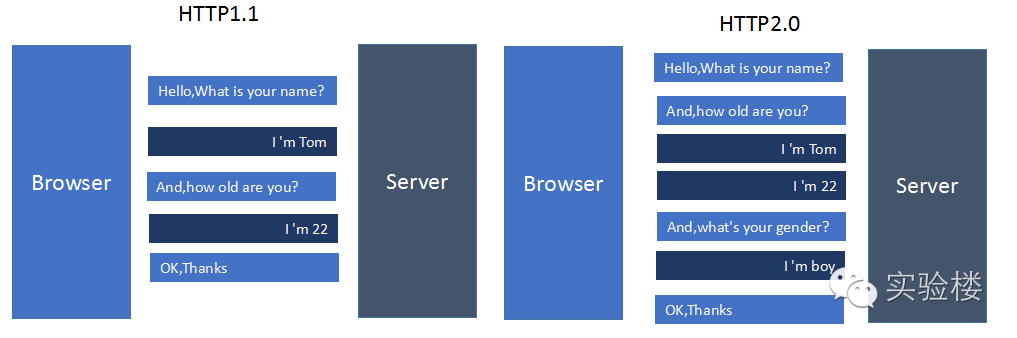 HTTP1.1
Browser
Hello,What is your name?
I 'm Tom
And,how old are you?
I 'm 22
OK,Thanks
Server
HTTP2.0
Browser
Hello,What is your name?
And,how old are you?
I 'm Tom
I 'm 22
And,what's your gender?
I 'm boy
OK,Thanks
Server
实验楼